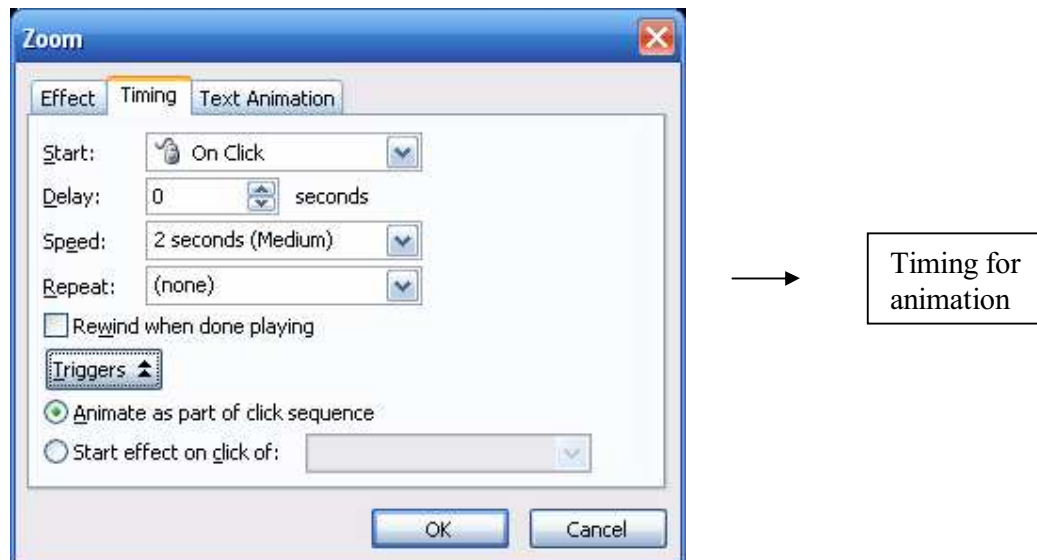 Zoom
Effect Timing Text Animation
Start: On Click
Delay: 0 seconds
Speed: 2 seconds (Medium)
Repeat: (none)
Rewind when done playing
Triggers
Animate as part of click sequence
Start effect on click of:
OK Cancel
Timing for
animation